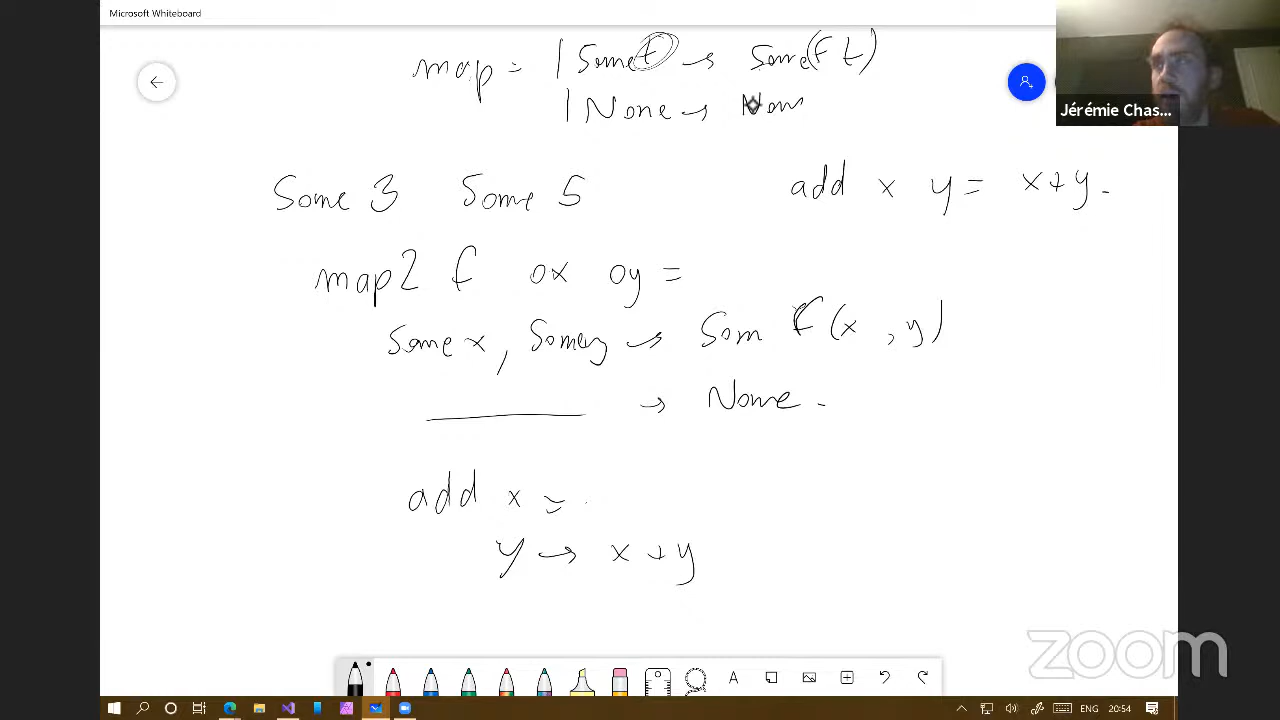 Microsoft Whiteboard
map = | Some t → Some (f t)
| None → None
Jérémie Chas...
Some 3 Some 5
add x y = x + y.
map2 f ox oy =
Some x, Some y → Som f (x, y)
→ None.
add x =
y → x + y
zoom
A
ENG 20:54